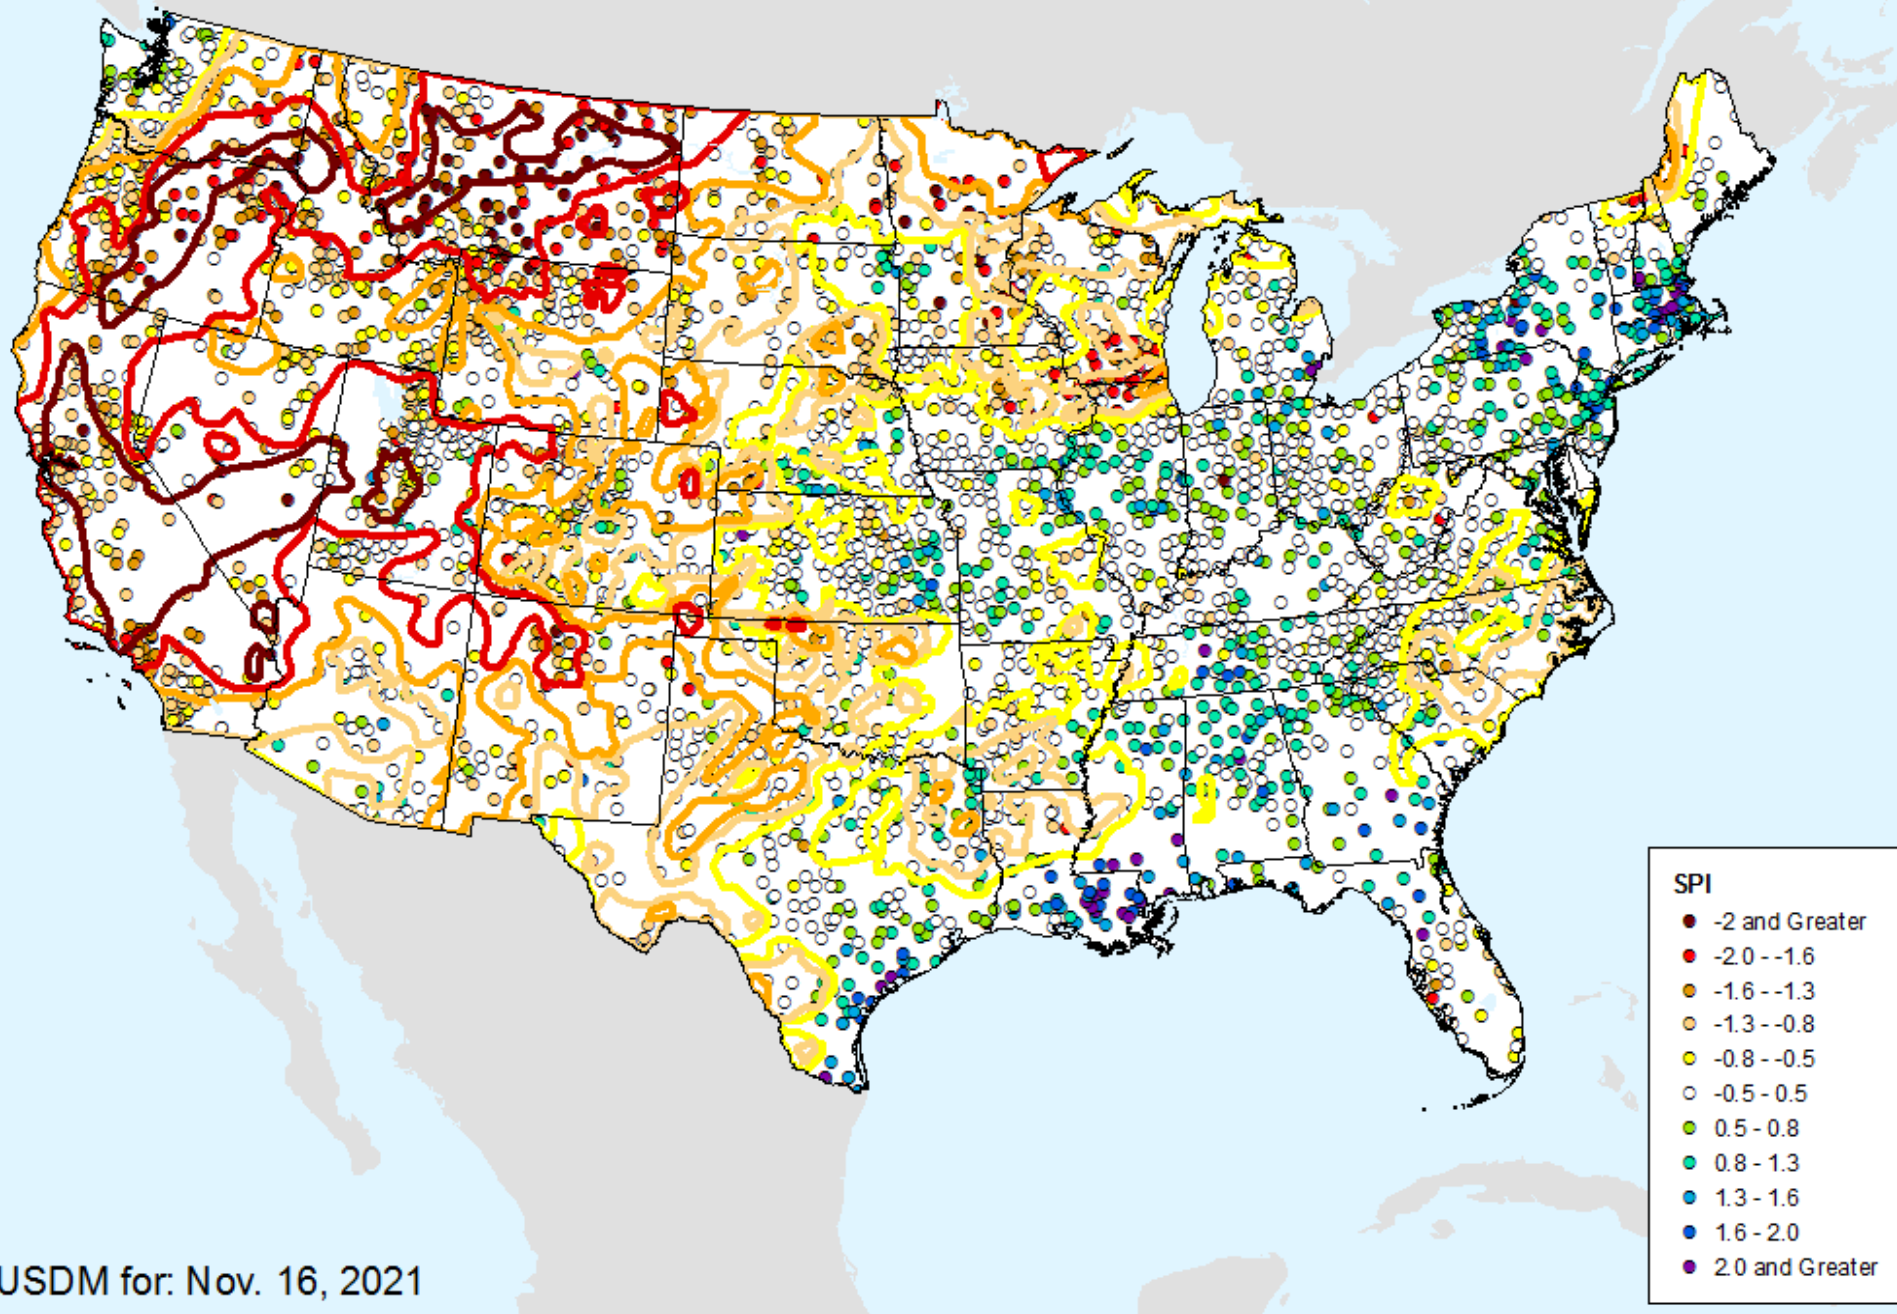 SPI
-2 and Greater
-2.0 - -1.6
-1.6 - -1.3
-1.3 - -0.8
-0.8 - -0.5
-0.5 - 0.5
0.5 - 0.8
0.8 - 1.3
1.3 - 1.6
1.6 - 2.0
2.0 and Greater
USDM for: Nov. 16, 2021